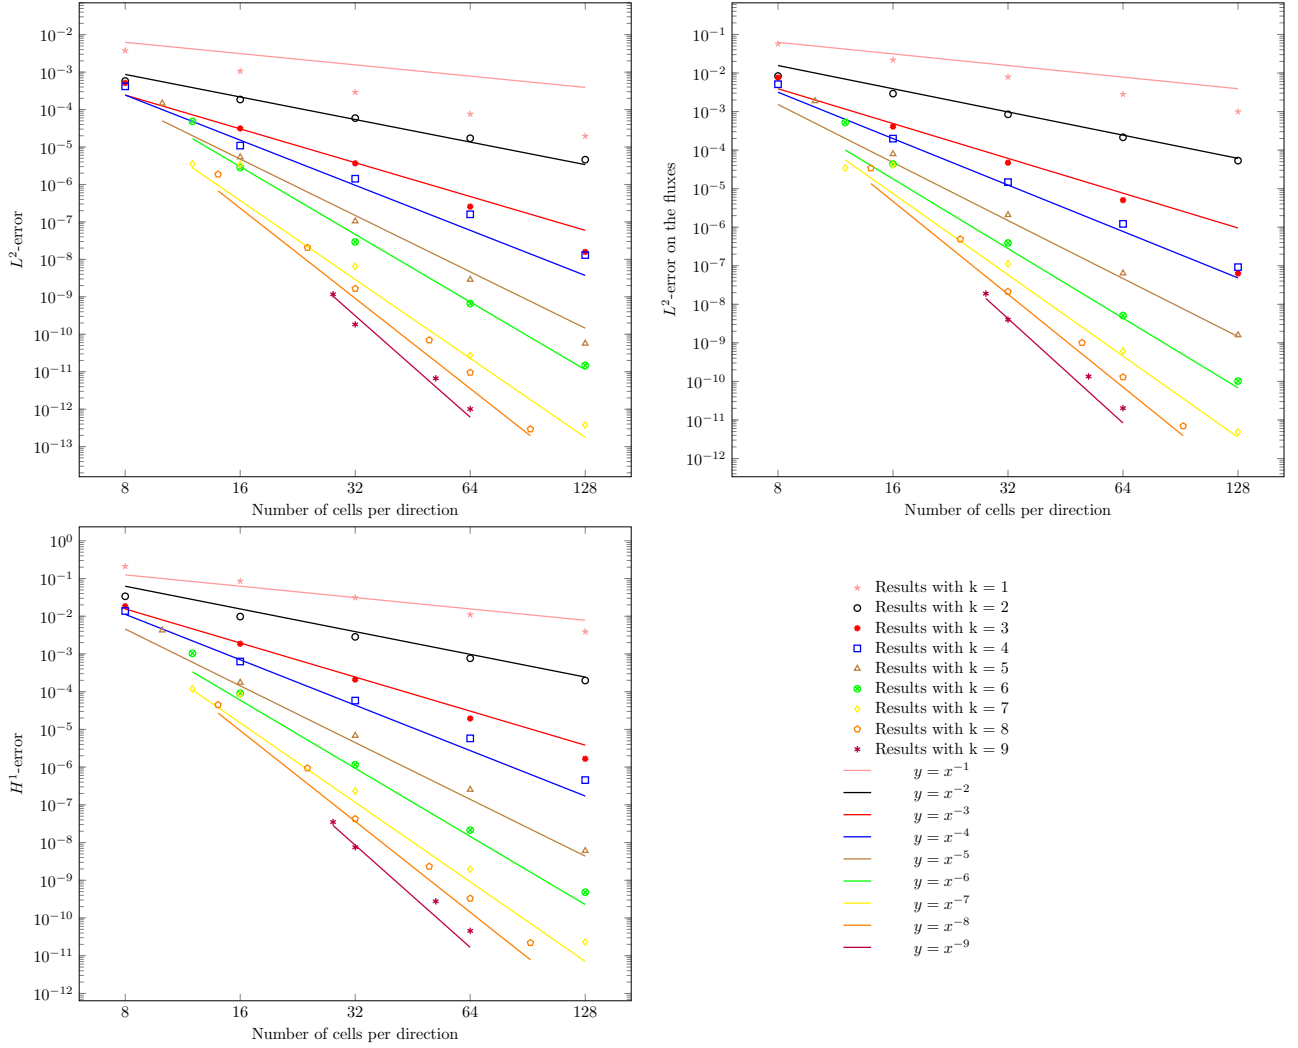 10⁻²
10⁻³
10⁻⁴
10⁻⁵
10⁻⁶
10⁻⁷
10⁻⁸
10⁻⁹
10⁻¹⁰
10⁻¹¹
10⁻¹²
10⁻¹³
L²-error
8 16 32 64 128
Number of cells per direction
10⁻¹
10⁻²
10⁻³
10⁻⁴
10⁻⁵
10⁻⁶
10⁻⁷
10⁻⁸
10⁻⁹
10⁻¹⁰
10⁻¹¹
10⁻¹²
L²-error on the fluxes
8 16 32 64 128
Number of cells per direction
10⁰
10⁻¹
10⁻²
10⁻³
10⁻⁴
10⁻⁵
10⁻⁶
10⁻⁷
10⁻⁸
10⁻⁹
10⁻¹⁰
10⁻¹¹
10⁻¹²
H¹-error
8 16 32 64 128
Number of cells per direction
Results with k = 1
Results with k = 2
Results with k = 3
Results with k = 4
Results with k = 5
Results with k = 6
Results with k = 7
Results with k = 8
Results with k = 9
y = x⁻¹
y = x⁻²
y = x⁻³
y = x⁻⁴
y = x⁻⁵
y = x⁻⁶
y = x⁻⁷
y = x⁻⁸
y = x⁻⁹